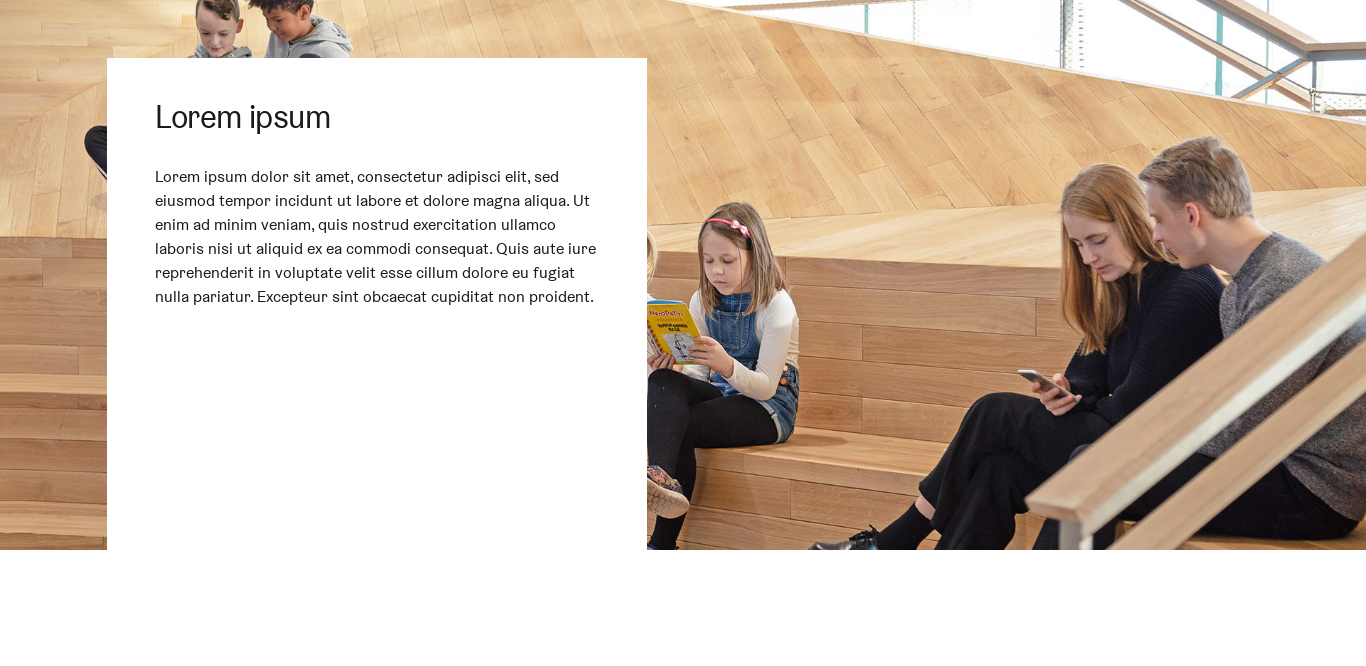 Lorem ipsum
Lorem ipsum dolor sit amet, consectetur adipisci elit, sed
eiusmod tempor incidunt ut labore et dolore magna aliqua. Ut
enim ad minim veniam, quis nostrud exercitation ullamco
laboris nisi ut aliquid ex ea commodi consequat. Quis aute iure
reprehenderit in voluptate velit esse cillum dolore eu fugiat
nulla pariatur. Excepteur sint obcaecat cupiditat non proident.